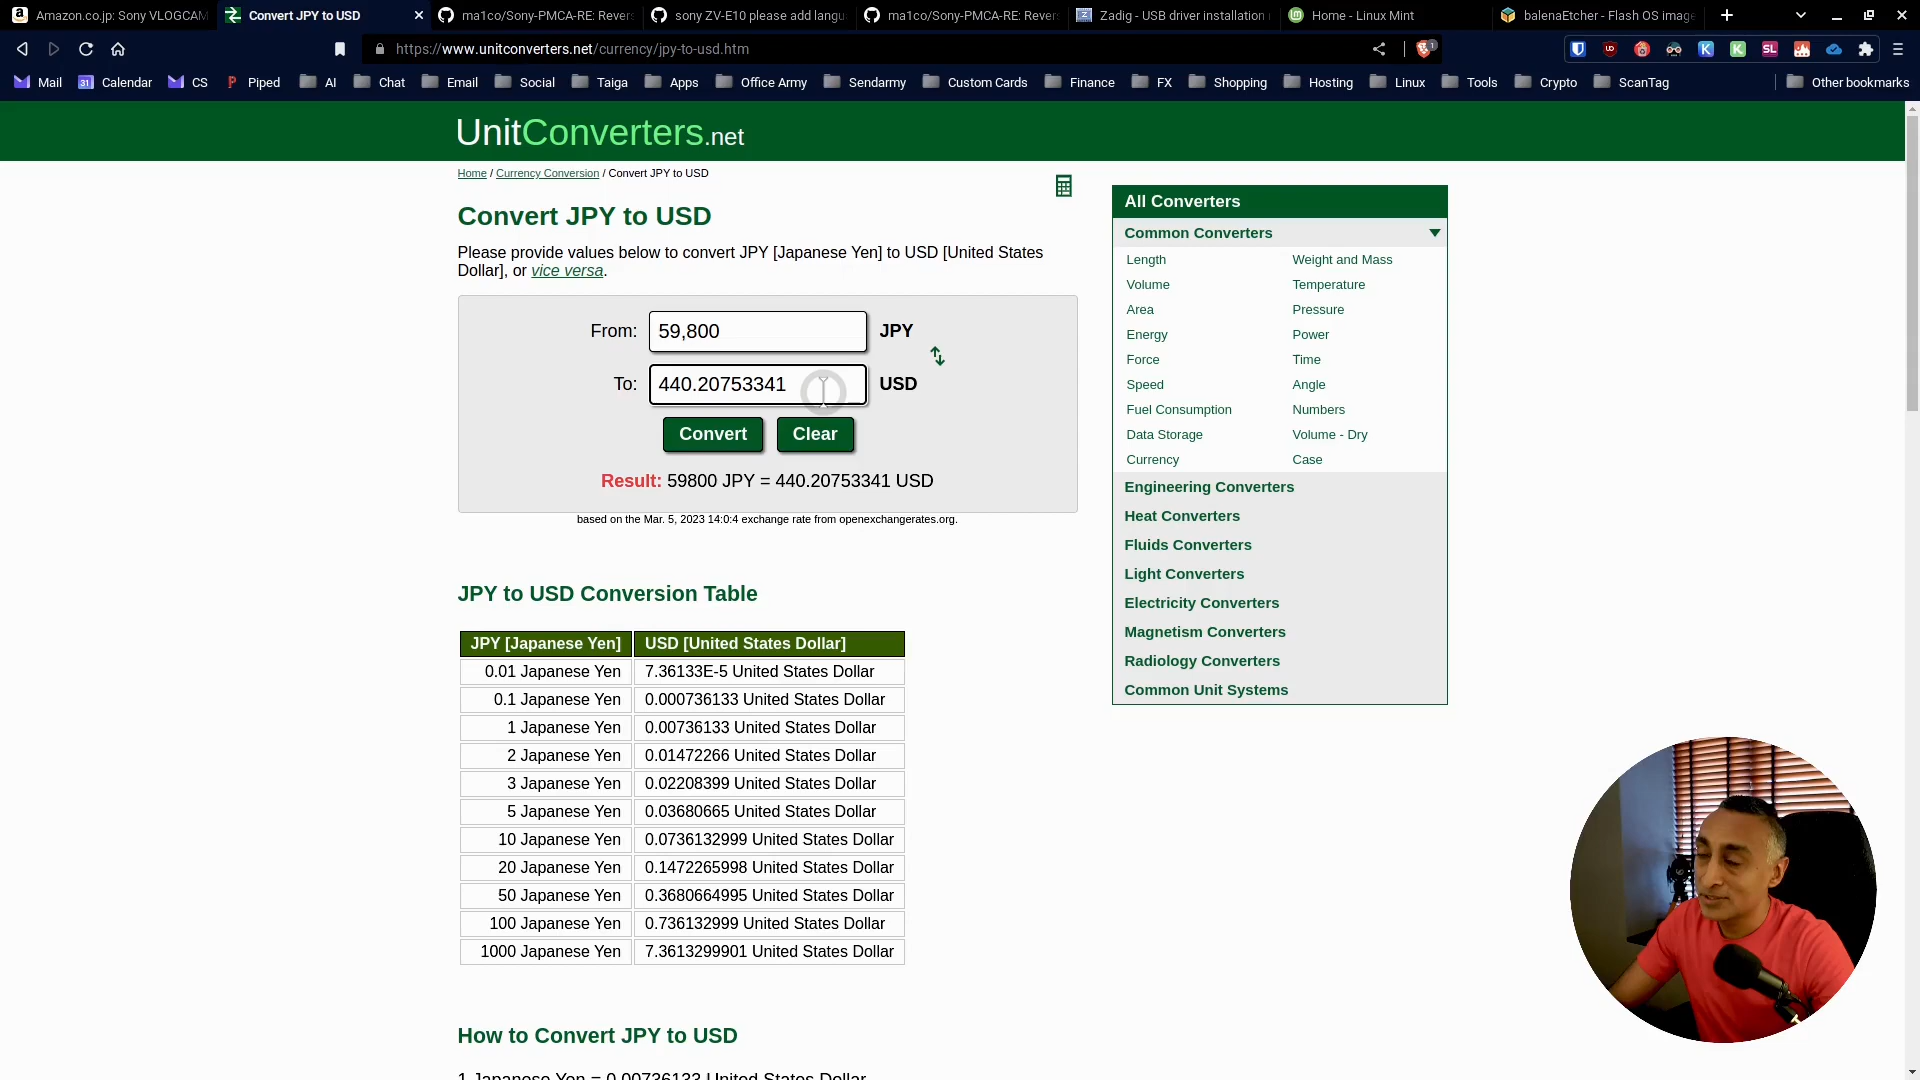 Amazon.co.jp: Sony VLOGCAM
Convert JPY to USD
ma1co/Sony-PMCA-RE: Revers
sony ZV-E10 please add langu
ma1co/Sony-PMCA-RE: Revers
Zadig - USB driver installation
Home - Linux Mint
balenaEtcher - Flash OS image
https://www.unitconverters.net/currency/jpy-to-usd.htm
Mail
Calendar
CS
Piped
AI
Chat
Email
Social
Taiga
Apps
Office Army
Sendarmy
Custom Cards
Finance
FX
Shopping
Hosting
Linux
Tools
Crypto
ScanTag
Other bookmarks
UnitConverters.net
Home / Currency Conversion / Convert JPY to USD
Convert JPY to USD
Please provide values below to convert JPY [Japanese Yen] to USD [United States
Dollar], or vice versa.
From: 59,800 JPY
To: 440.20753341 USD
Convert Clear
Result: 59800 JPY = 440.20753341 USD
based on the Mar. 5, 2023 14:0:4 exchange rate from openexchangerates.org.
JPY to USD Conversion Table
JPY [Japanese Yen] USD [United States Dollar]
0.01 Japanese Yen 7.36133E-5 United States Dollar
0.1 Japanese Yen 0.000736133 United States Dollar
1 Japanese Yen 0.00736133 United States Dollar
2 Japanese Yen 0.01472266 United States Dollar
3 Japanese Yen 0.02208399 United States Dollar
5 Japanese Yen 0.03680665 United States Dollar
10 Japanese Yen 0.0736132999 United States Dollar
20 Japanese Yen 0.1472265998 United States Dollar
50 Japanese Yen 0.3680664995 United States Dollar
100 Japanese Yen 0.736132999 United States Dollar
1000 Japanese Yen 7.3613299901 United States Dollar
How to Convert JPY to USD
1 Japanese Yen = 0.00736133 United States Dollar
All Converters
Common Converters
Length Weight and Mass
Volume Temperature
Area Pressure
Energy Power
Force Time
Speed Angle
Fuel Consumption Numbers
Data Storage Volume - Dry
Currency Case
Engineering Converters
Heat Converters
Fluids Converters
Light Converters
Electricity Converters
Magnetism Converters
Radiology Converters
Common Unit Systems